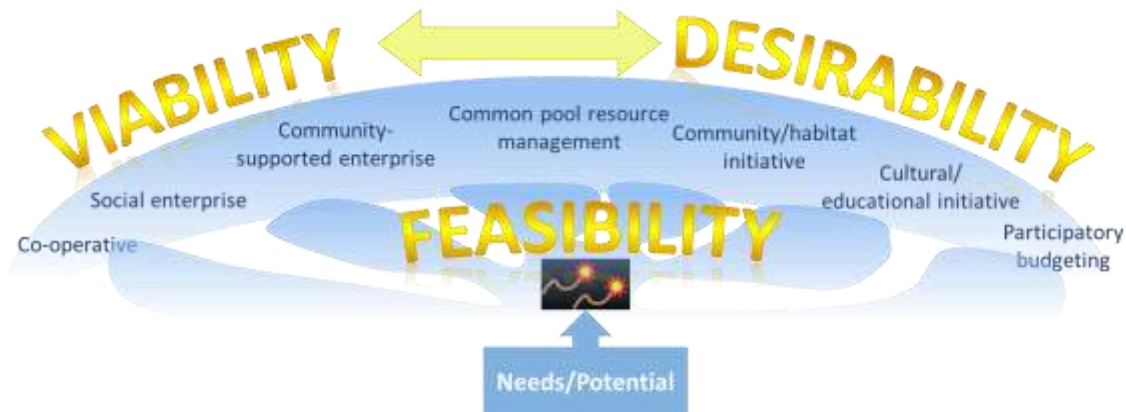 VIABILITY
DESIRABILITY
Common pool resource
management
Community-
supported enterprise
Community/habitat
initiative
Social enterprise
Cultural/
educational initiative
Co-operative
FEASIBILITY
Participatory
budgeting
Needs/Potential